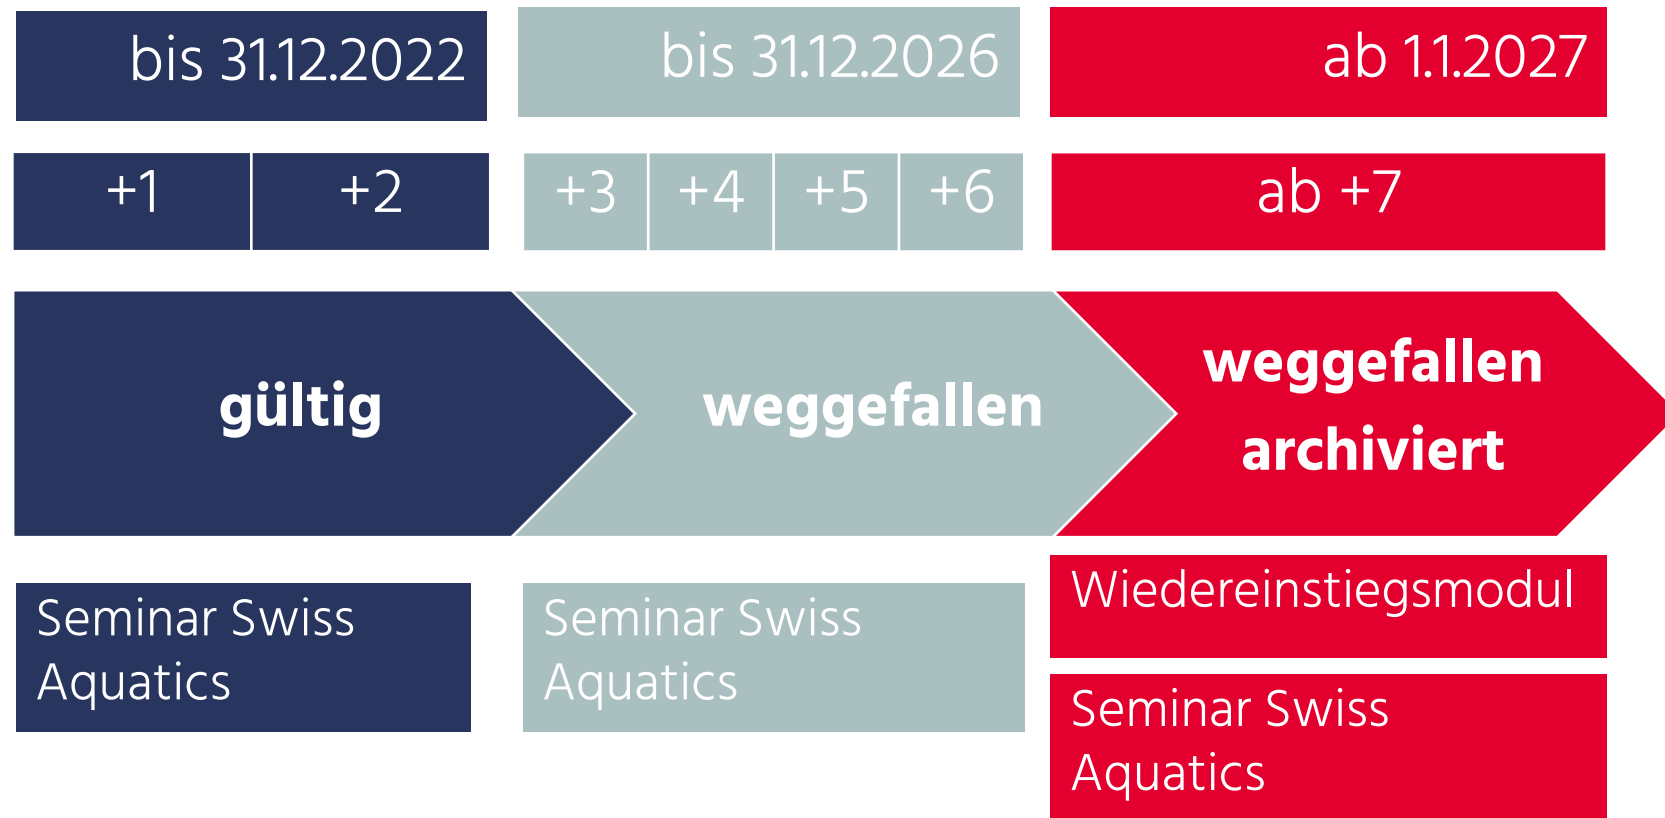 bis 31.12.2022
bis 31.12.2026
ab 1.1.2027
+1
+2
+3
+4
+5
+6
ab +7
gültig
weggefallen
weggefallen
archiviert
Seminar Swiss
Aquatics
Seminar Swiss
Aquatics
Wiedereinstiegsmodul
Seminar Swiss
Aquatics